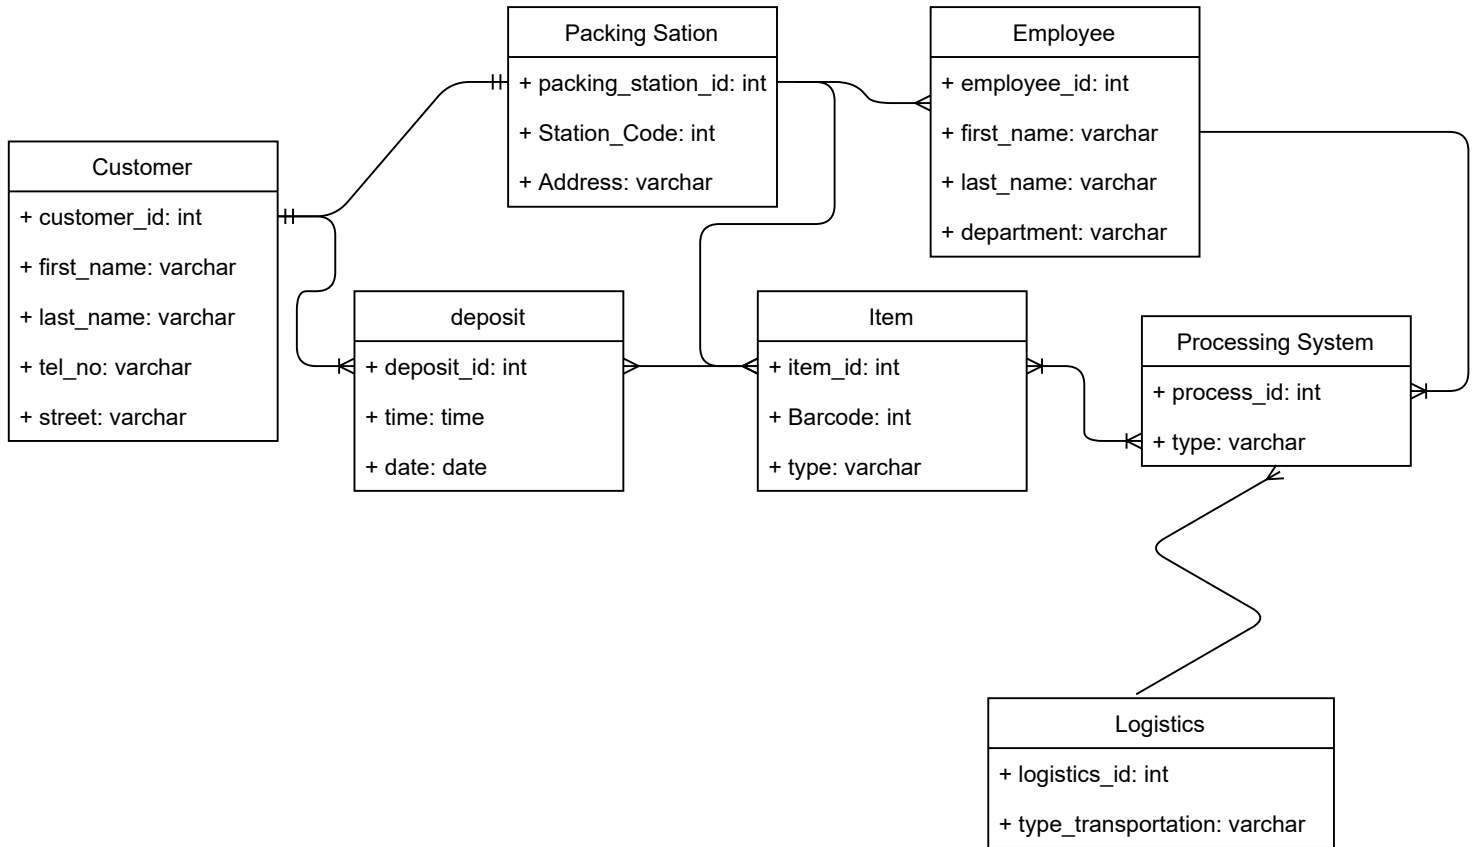 Packing Sation
+ packing_station_id: int
+ Station_Code: int
+ Address: varchar
Employee
+ employee_id: int
+ first_name: varchar
+ last_name: varchar
+ department: varchar
Customer
+ customer_id: int
+ first_name: varchar
+ last_name: varchar
+ tel_no: varchar
+ street: varchar
deposit
+ deposit_id: int
+ time: time
+ date: date
Item
+ item_id: int
+ Barcode: int
+ type: varchar
Processing System
+ process_id: int
+ type: varchar
Logistics
+ logistics_id: int
+ type_transportation: varchar